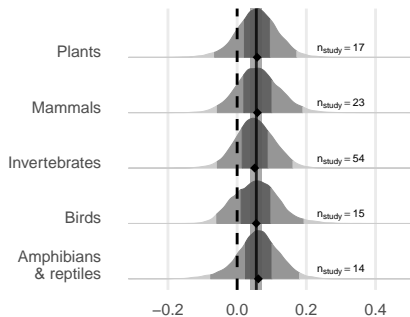 Plants
n_study = 17
Mammals
n_study = 23
Invertebrates
n_study = 54
Birds
n_study = 15
Amphibians
& reptiles
n_study = 14
−0.2 0.0 0.2 0.4